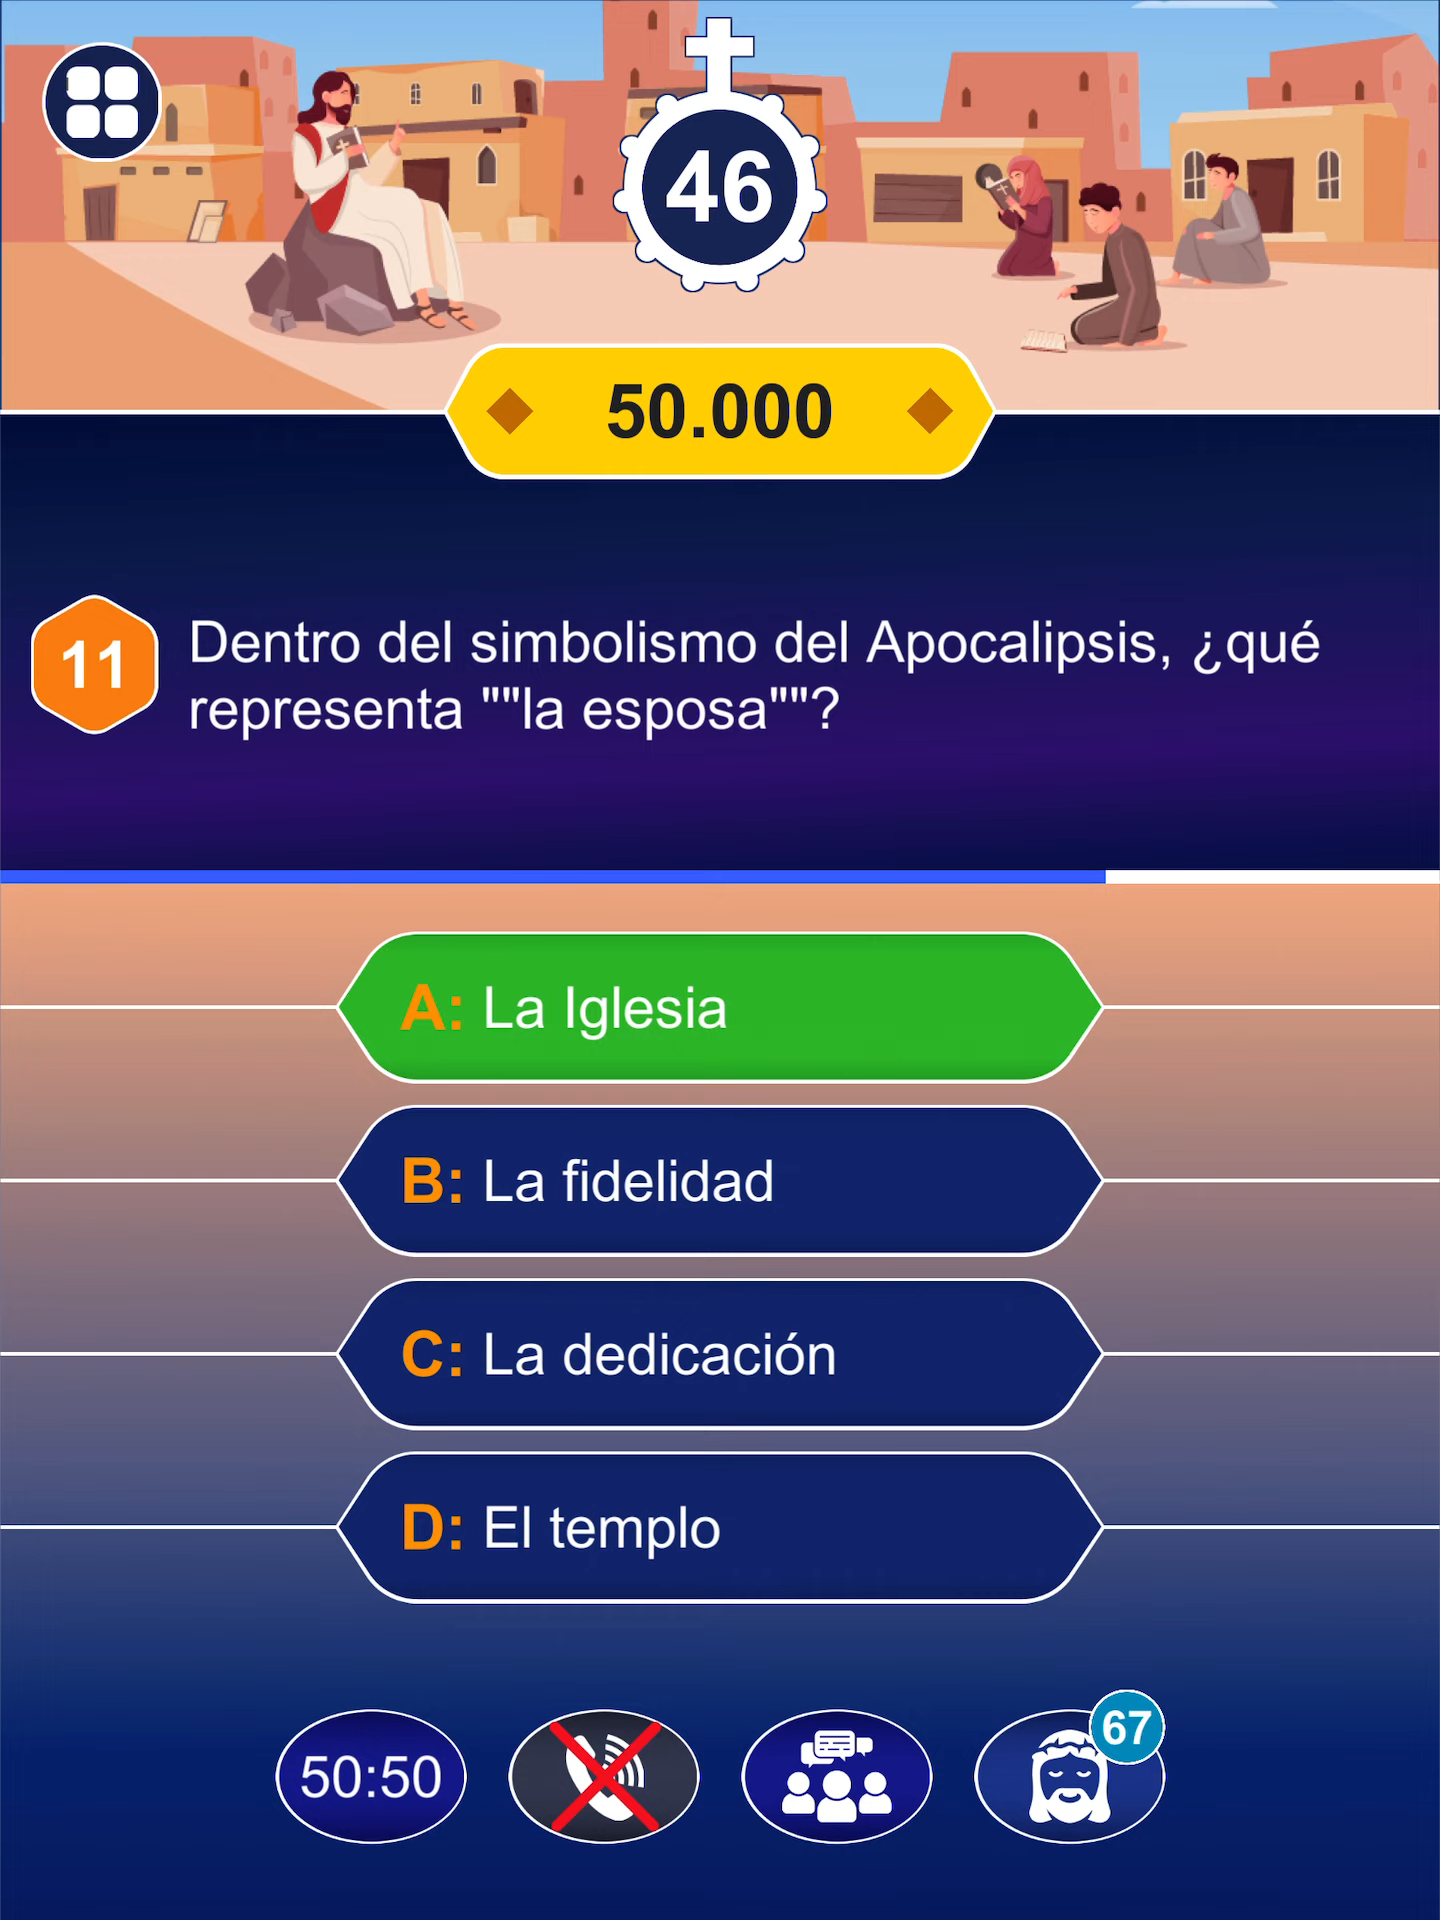 46
50.000
11
Dentro del simbolismo del Apocalipsis, ¿qué
representa ""la esposa""?
A: La Iglesia
B: La fidelidad
C: La dedicación
D: El templo
50:50
67